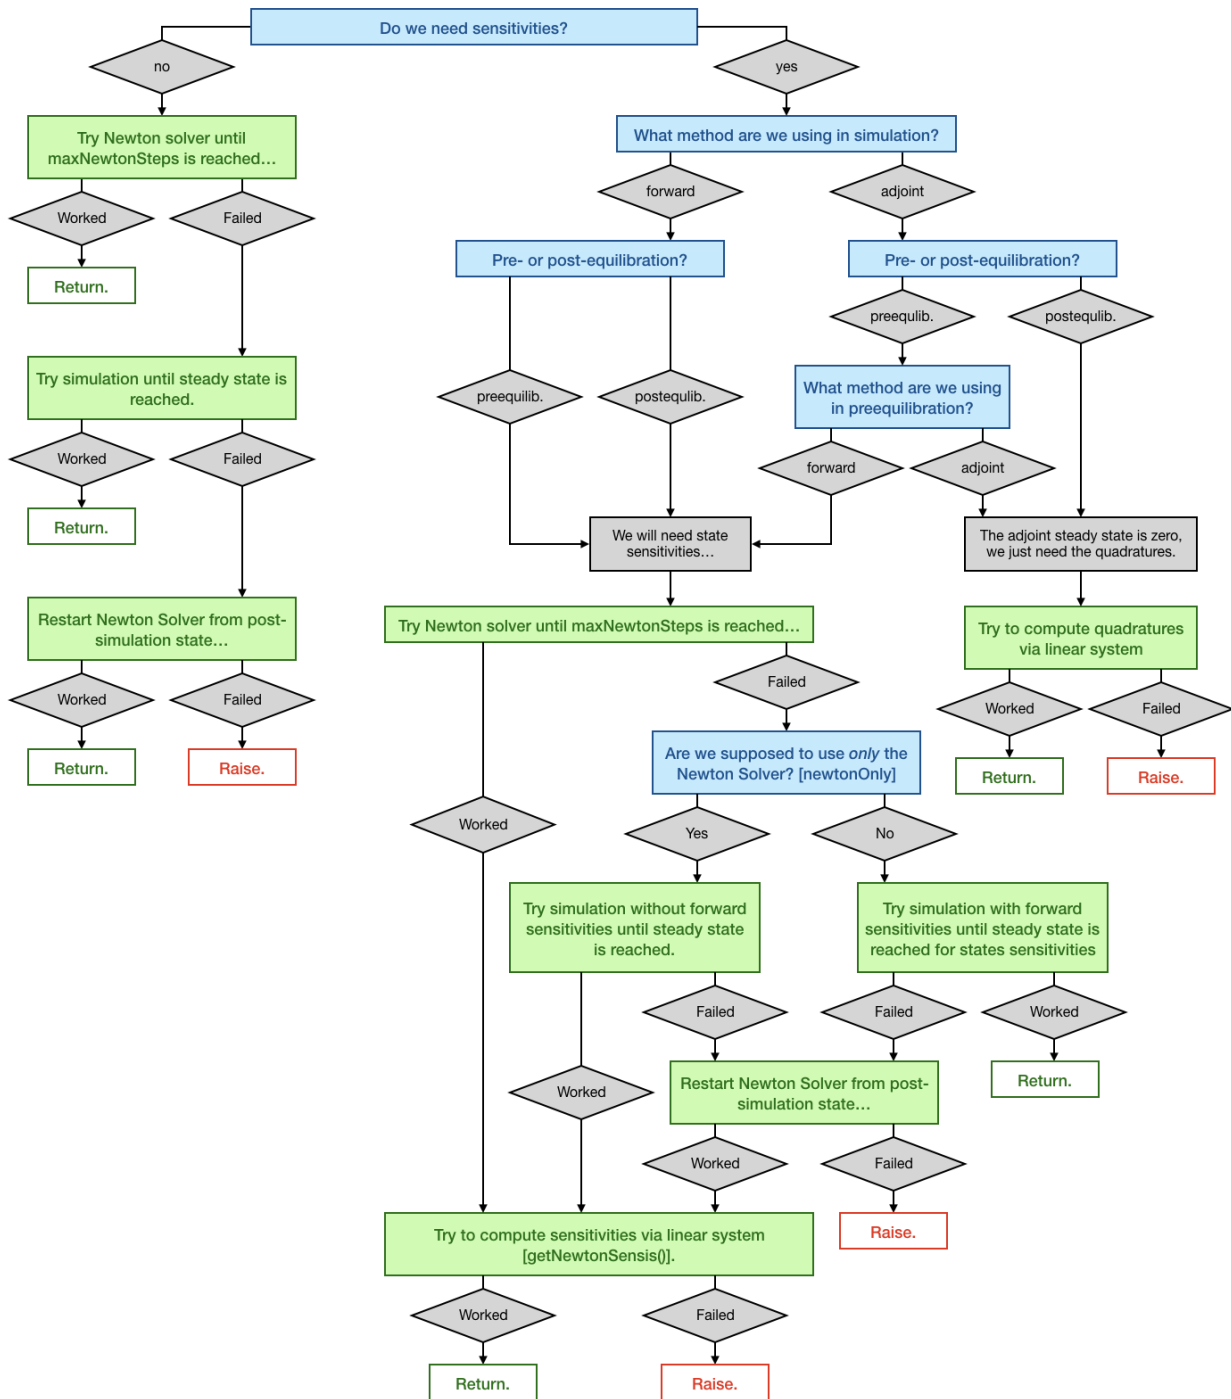 Do we need sensitivities?
no
yes
Try Newton solver until
maxNewtonSteps is reached…
What method are we using in simulation?
forward
adjoint
Worked
Failed
Pre- or post-equilibration?
Pre- or post-equilibration?
Return.
preequlib.
postequlib.
Try simulation until steady state is
reached.
What method are we using
in preequilibration?
preequilib.
postequlib.
Worked
Failed
forward
adjoint
Return.
We will need state
sensitivities…
The adjoint steady state is zero,
we just need the quadratures.
Restart Newton Solver from post-
simulation state…
Try Newton solver until maxNewtonSteps is reached…
Try to compute quadratures
via linear system
Worked
Failed
Failed
Worked
Failed
Return.
Raise.
Are we supposed to use only the
Newton Solver? [newtonOnly]
Return.
Raise.
Worked
Yes
No
Try simulation without forward
sensitivities until steady state
is reached.
Try simulation with forward
sensitivities until steady state is
reached for states sensitivities
Failed
Failed
Worked
Worked
Restart Newton Solver from post-
simulation state…
Return.
Worked
Failed
Raise.
Try to compute sensitivities via linear system
[getNewtonSensis()].
Worked
Failed
Return.
Raise.